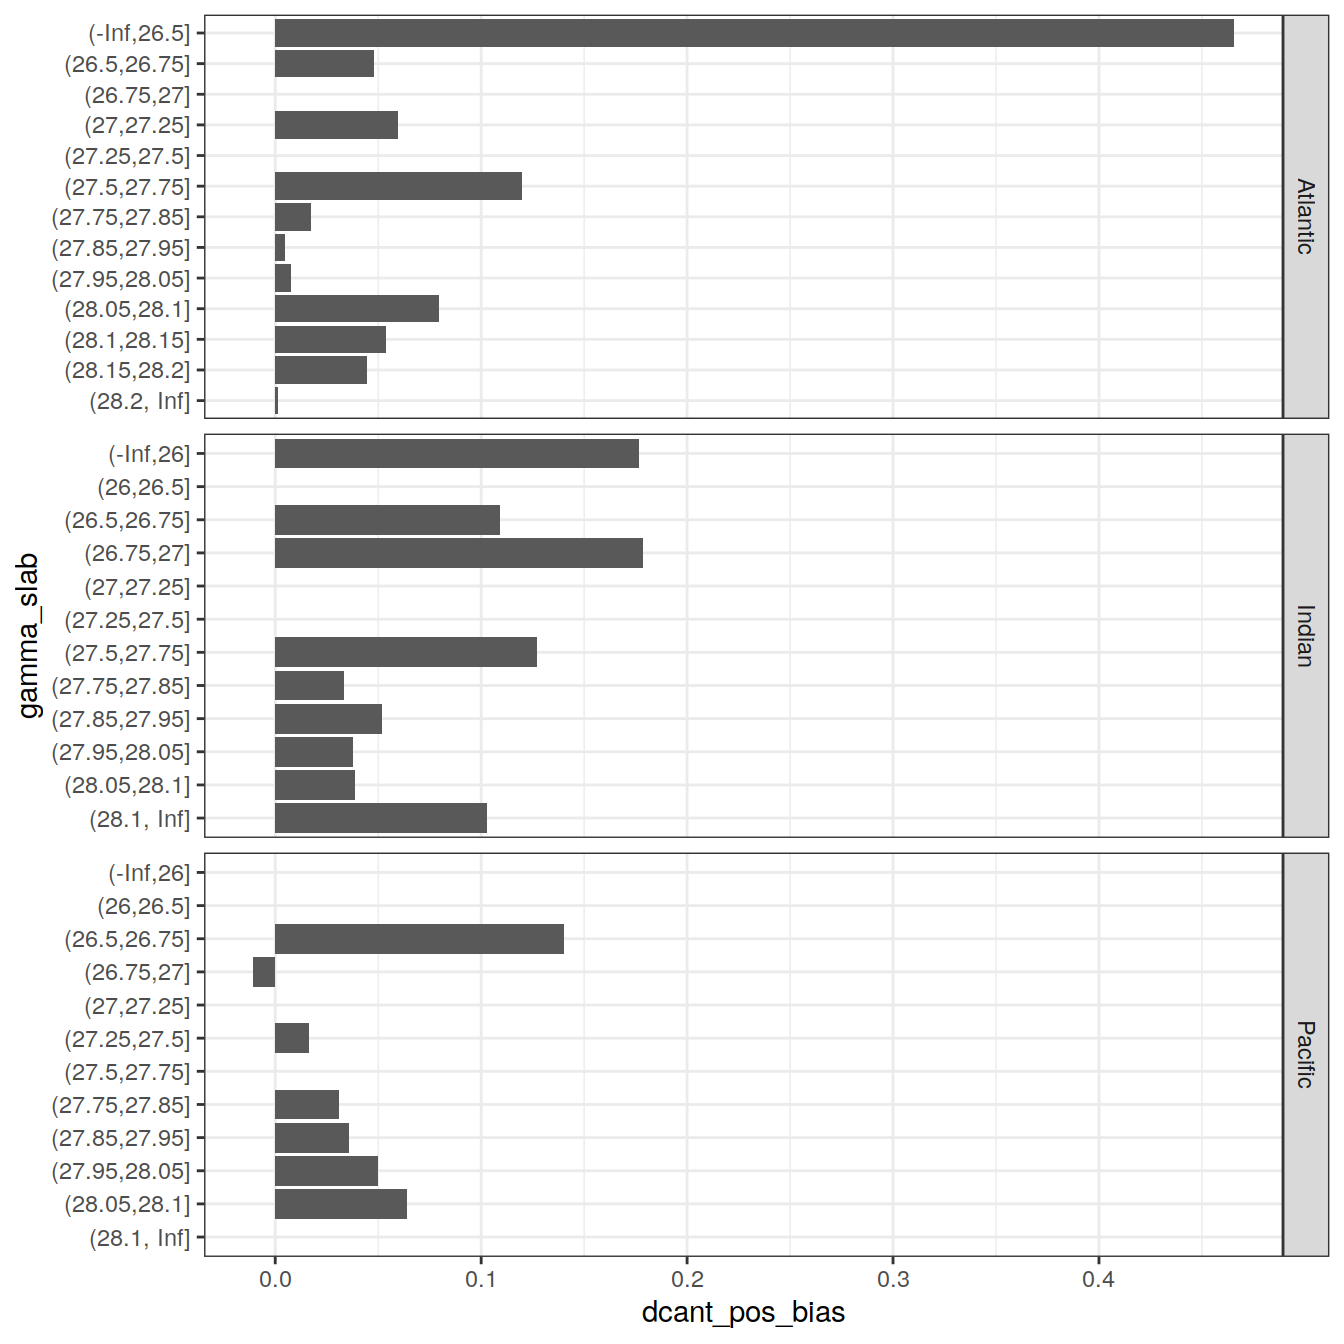 (-Inf,26.5]
(26.5,26.75]
(26.75,27]
(27,27.25]
(27.25,27.5]
(27.5,27.75]
(27.75,27.85]
(27.85,27.95]
(27.95,28.05]
(28.05,28.1]
(28.1,28.15]
(28.15,28.2]
(28.2, Inf]
Atlantic
(-Inf,26]
(26,26.5]
(26.5,26.75]
(26.75,27]
(27,27.25]
(27.25,27.5]
(27.5,27.75]
(27.75,27.85]
(27.85,27.95]
(27.95,28.05]
(28.05,28.1]
(28.1, Inf]
Indian
gamma_slab
(-Inf,26]
(26,26.5]
(26.5,26.75]
(26.75,27]
(27,27.25]
(27.25,27.5]
(27.5,27.75]
(27.75,27.85]
(27.85,27.95]
(27.95,28.05]
(28.05,28.1]
(28.1, Inf]
Pacific
0.0 0.1 0.2 0.3 0.4
dcant_pos_bias